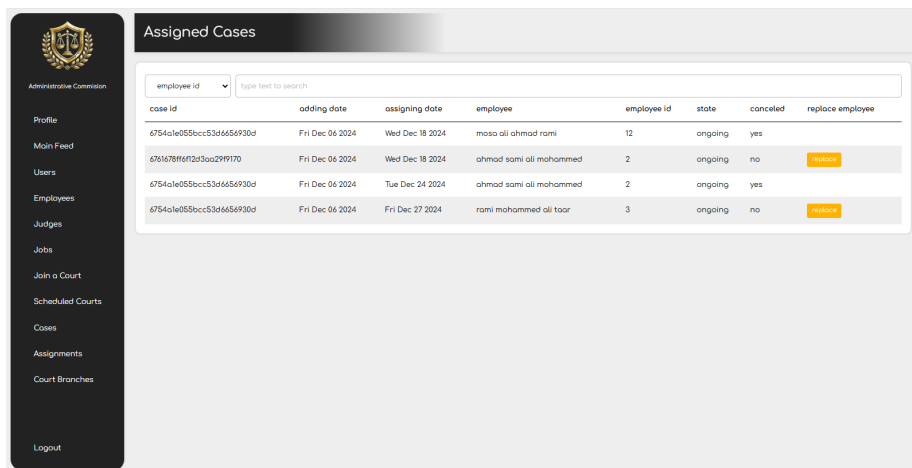 Assigned Cases
Administrative Commision
Profile
Main Feed
Users
Employees
Judges
Jobs
Join a Court
Scheduled Courts
Cases
Assignments
Court Branches
Logout
employee id type text to search
case id adding date assigning date employee employee id state canceled replace employee
6754a1e055bcc53d6656930d Fri Dec 06 2024 Wed Dec 18 2024 mosa ali ahmad rami 12 ongoing yes
6761678ff6f12d3aa29f9170 Fri Dec 06 2024 Wed Dec 18 2024 ahmad sami ali mohammed 2 ongoing no replace
6754a1e055bcc53d6656930d Fri Dec 06 2024 Tue Dec 24 2024 ahmad sami ali mohammed 2 ongoing yes
6754a1e055bcc53d6656930d Fri Dec 06 2024 Fri Dec 27 2024 rami mohammed ali taar 3 ongoing no replace